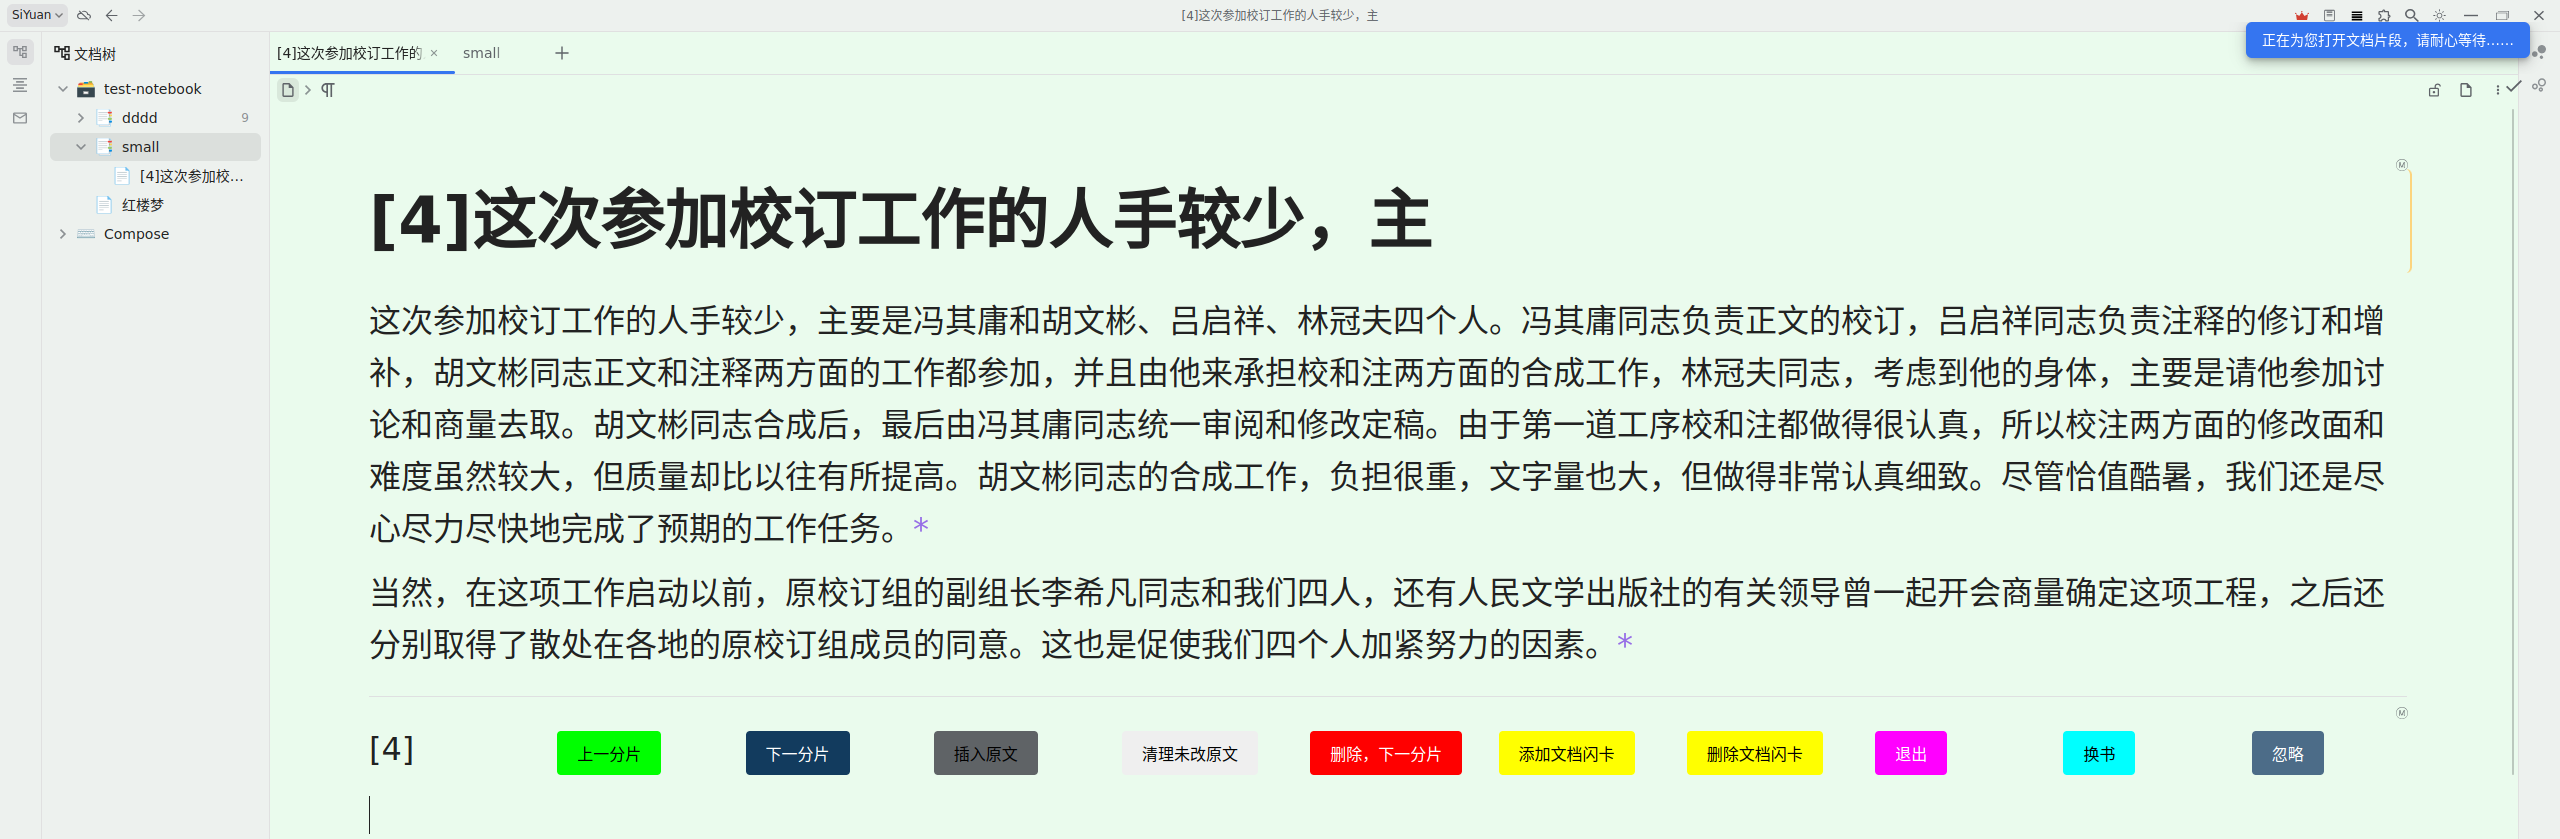 SiYuan
[4]这次参加校订工作的人手较少，主
正在为您打开文档片段，请耐心等待……
文档树
[4]这次参加校订工作的
small
test-notebook
dddd 9
small
[4]这次参加校...
红楼梦
Compose
[4]这次参加校订工作的人手较少，主
这次参加校订工作的人手较少，主要是冯其庸和胡文彬、吕启祥、林冠夫四个人。冯其庸同志负责正文的校订，吕启祥同志负责注释的修订和增
补，胡文彬同志正文和注释两方面的工作都参加，并且由他来承担校和注两方面的合成工作，林冠夫同志，考虑到他的身体，主要是请他参加讨
论和商量去取。胡文彬同志合成后，最后由冯其庸同志统一审阅和修改定稿。由于第一道工序校和注都做得很认真，所以校注两方面的修改面和
难度虽然较大，但质量却比以往有所提高。胡文彬同志的合成工作，负担很重，文字量也大，但做得非常认真细致。尽管恰值酷暑，我们还是尽
心尽力尽快地完成了预期的工作任务。*
当然，在这项工作启动以前，原校订组的副组长李希凡同志和我们四人，还有人民文学出版社的有关领导曾一起开会商量确定这项工程，之后还
分别取得了散处在各地的原校订组成员的同意。这也是促使我们四个人加紧努力的因素。*
[4] 上一分片 下一分片 插入原文 清理未改原文 删除，下一分片 添加文档闪卡 删除文档闪卡 退出 换书 忽略